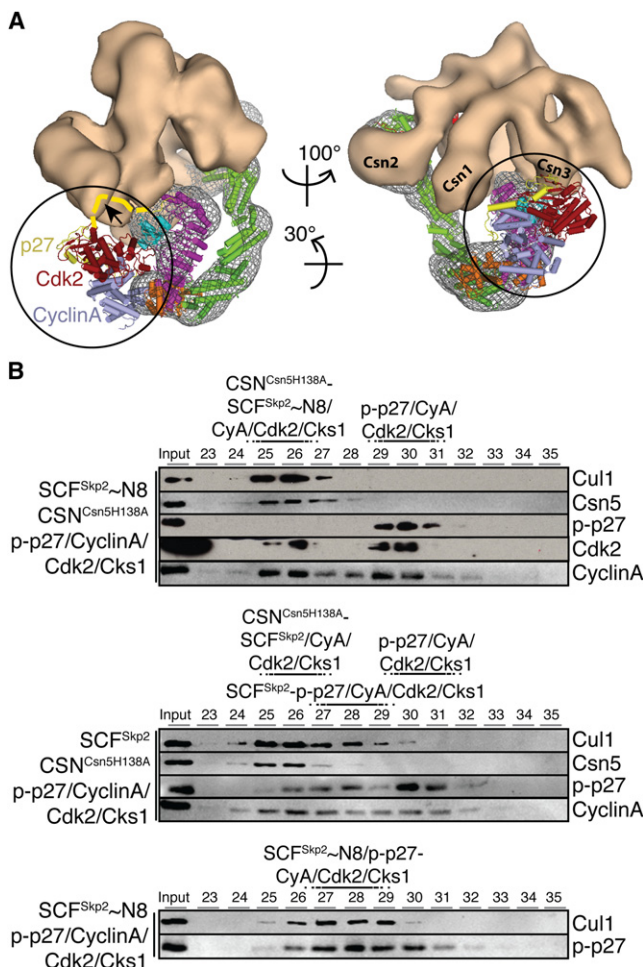 A
100°
30°
Csn2
Csn1
Csn3
p27
Cdk2
CyclinA
B
CSN^Csn5H138A-
SCF^Skp2~N8/
CyA/Cdk2/Cks1
p-p27/CyA/
Cdk2/Cks1
Input 23 24 25 26 27 28 29 30 31 32 33 34 35
SCF^Skp2~N8
CSN^Csn5H138A
p-p27/CyclinA/
Cdk2/Cks1
Cul1
Csn5
p-p27
Cdk2
CyclinA
CSN^Csn5H138A-
SCF^Skp2/CyA/
Cdk2/Cks1
p-p27/CyA/
Cdk2/Cks1
SCF^Skp2-p-p27/CyA/Cdk2/Cks1
Input 23 24 25 26 27 28 29 30 31 32 33 34 35
SCF^Skp2
CSN^Csn5H138A
p-p27/CyclinA/
Cdk2/Cks1
Cul1
Csn5
p-p27
CyclinA
SCF^Skp2~N8/p-p27-
CyA/Cdk2/Cks1
Input 23 24 25 26 27 28 29 30 31 32 33 34 35
SCF^Skp2~N8
p-p27/CyclinA/
Cdk2/Cks1
Cul1
p-p27